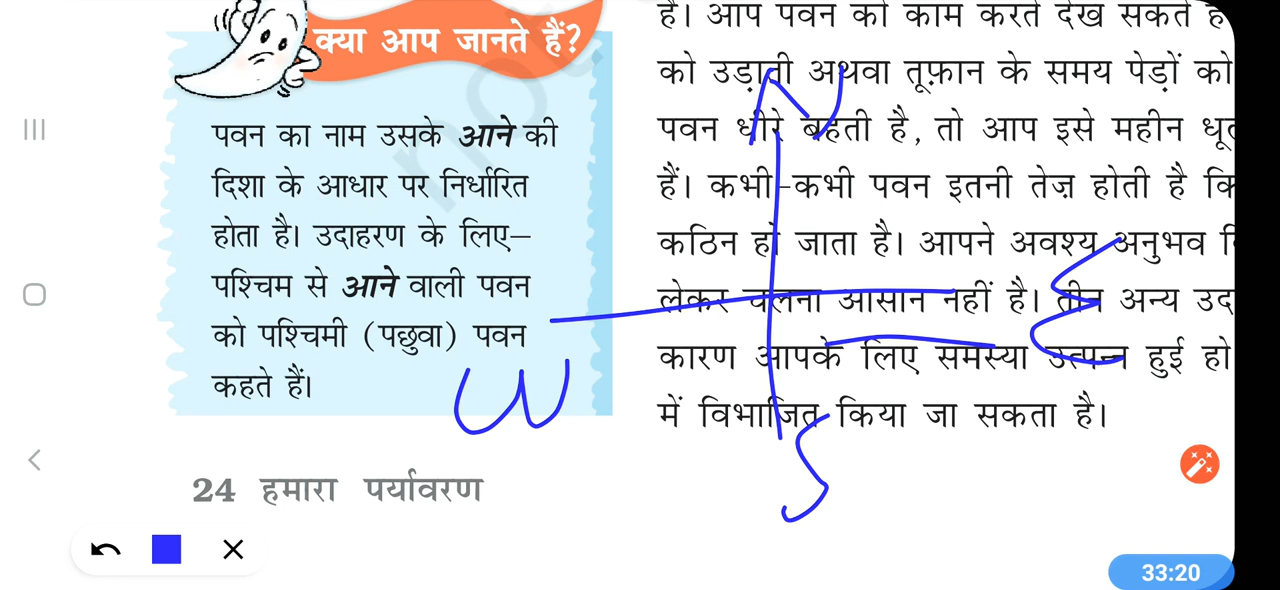 क्या आप जानते हैं?
पवन का नाम उसके आने की
दिशा के आधार पर निर्धारित
होता है। उदाहरण के लिए–
पश्चिम से आने वाली पवन
को पश्चिमी (पछुवा) पवन
कहते हैं।
24 हमारा पर्यावरण
है। आप पवन को काम करते देख सकते
को उड़ाती अथवा तूफ़ान के समय पेड़ों को
पवन धीरे बहती है, तो आप इसे महीन
हैं। कभी-कभी पवन इतनी तेज़ होती है कि
कठिन हो जाता है। आपने अवश्य अनुभव
लेकर चलना आसान नहीं है। तीन अन्य
कारण आपके लिए समस्या उत्पन्न हुई हो
में विभाजित किया जा सकता है।
N
W
E
S
33:20